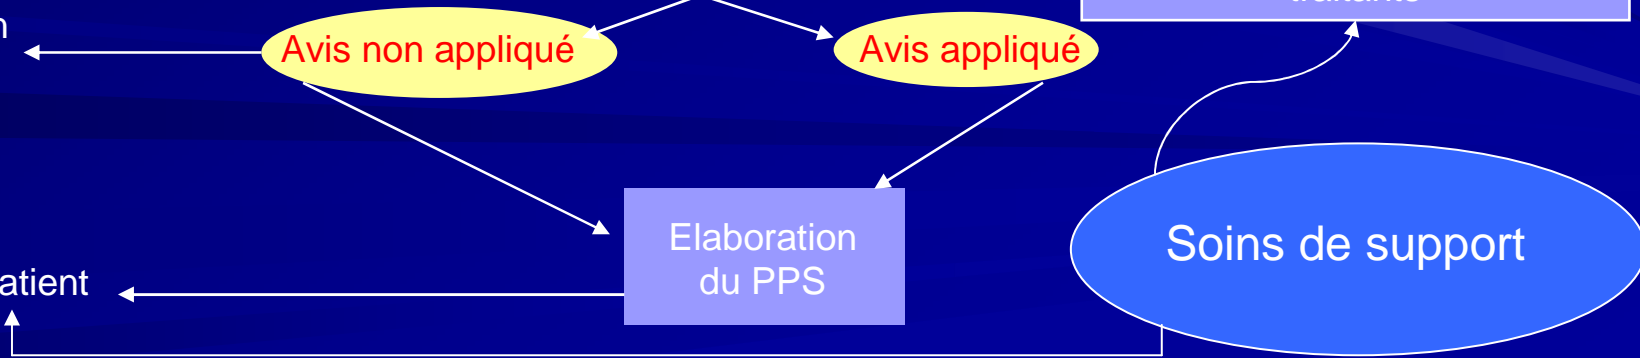 Avis non appliqué
Avis appliqué
Elaboration
du PPS
Soins de support
atient